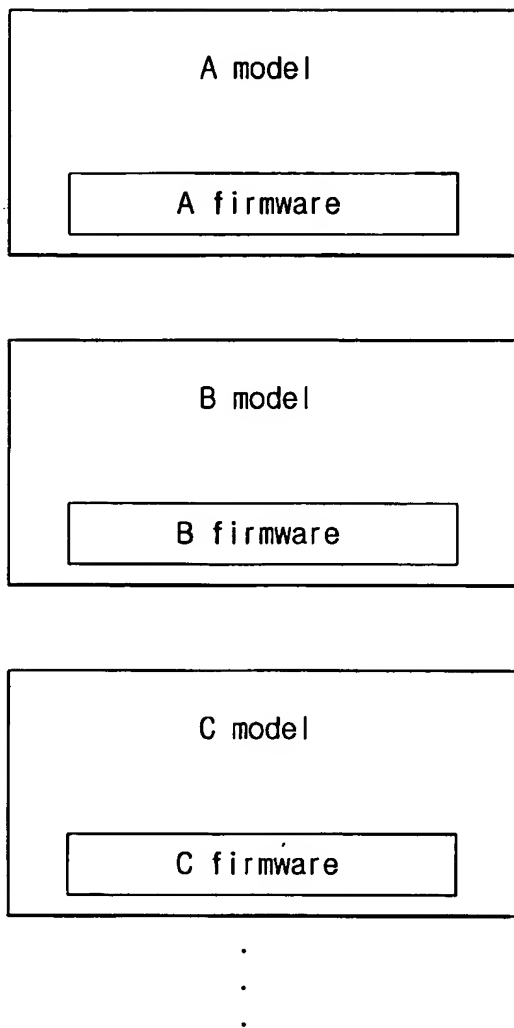 A model
A firmware
B model
B firmware
C model
C firmware
.
.
.